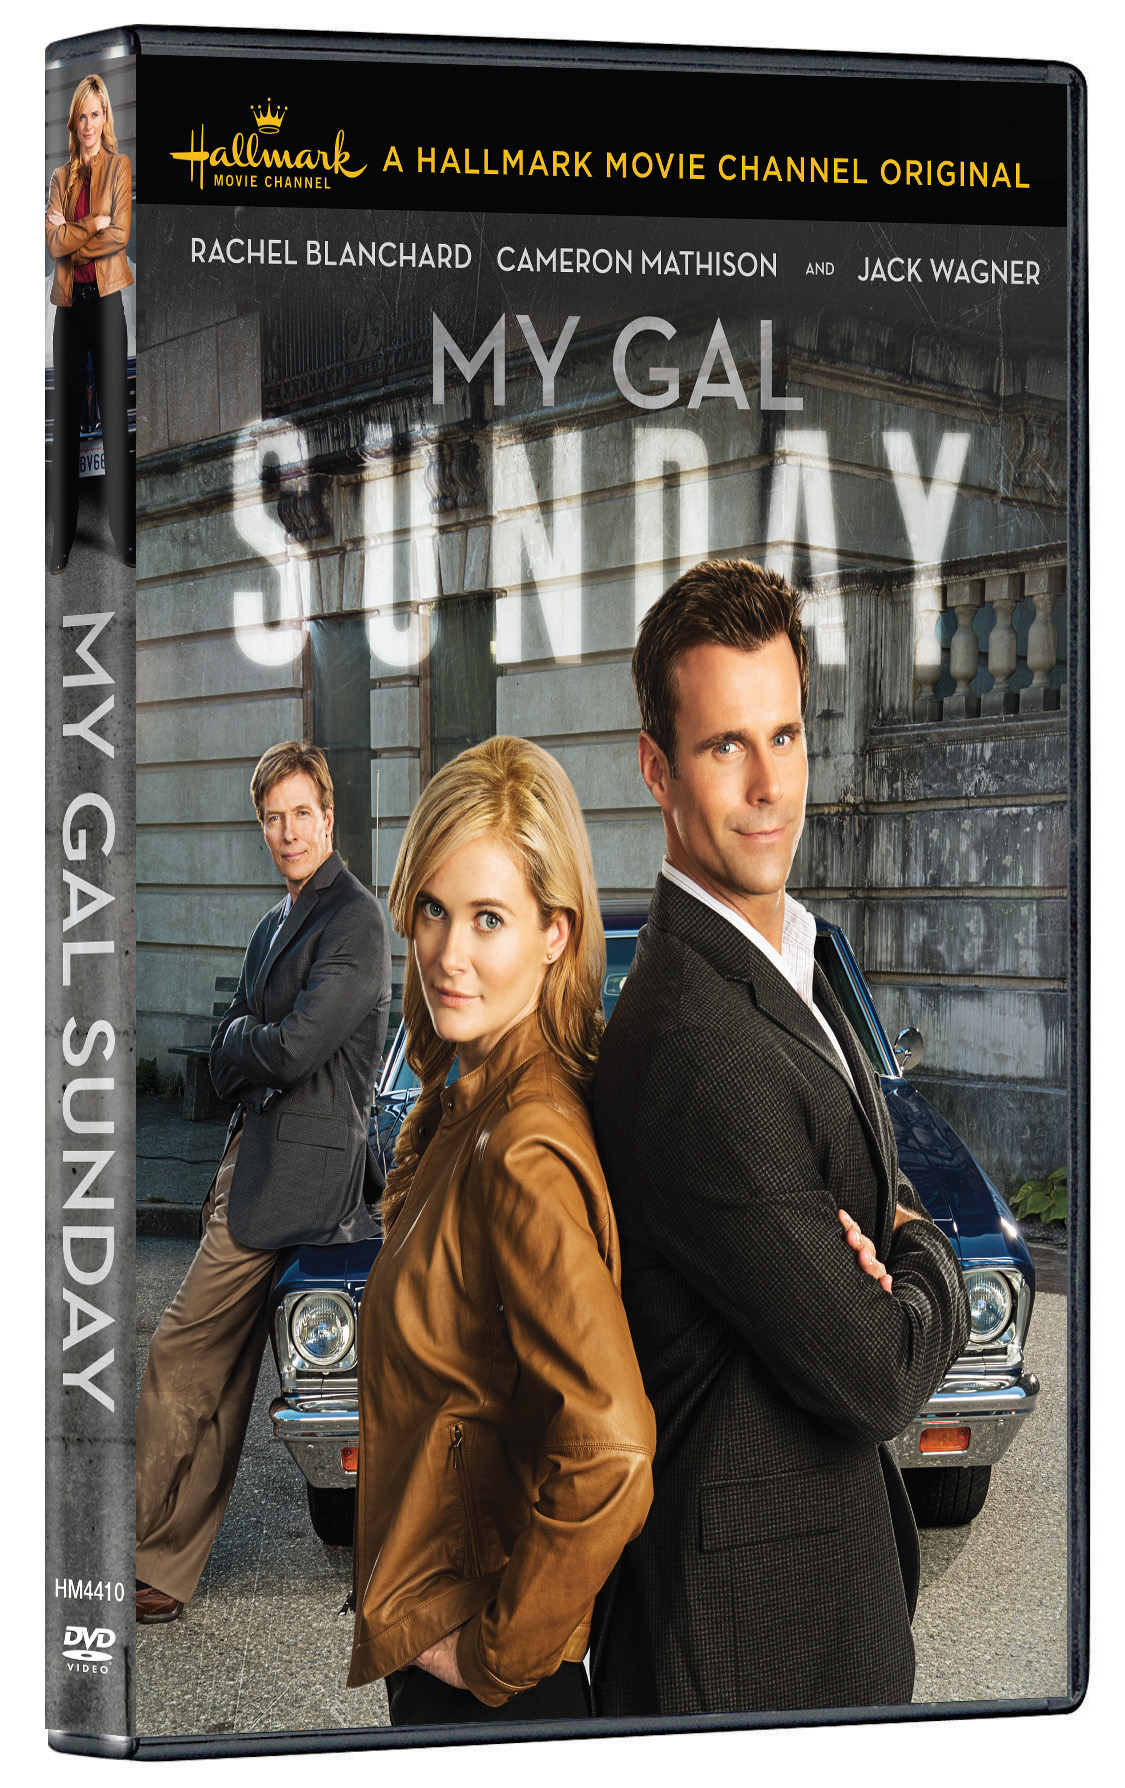 Hallmark
MOVIE CHANNEL
A HALLMARK MOVIE CHANNEL ORIGINAL
RACHEL BLANCHARD CAMERON MATHISON AND JACK WAGNER
MY GAL
SUNDAY
BV66
MY GAL SUNDAY
HM4410
DVD
VIDEO